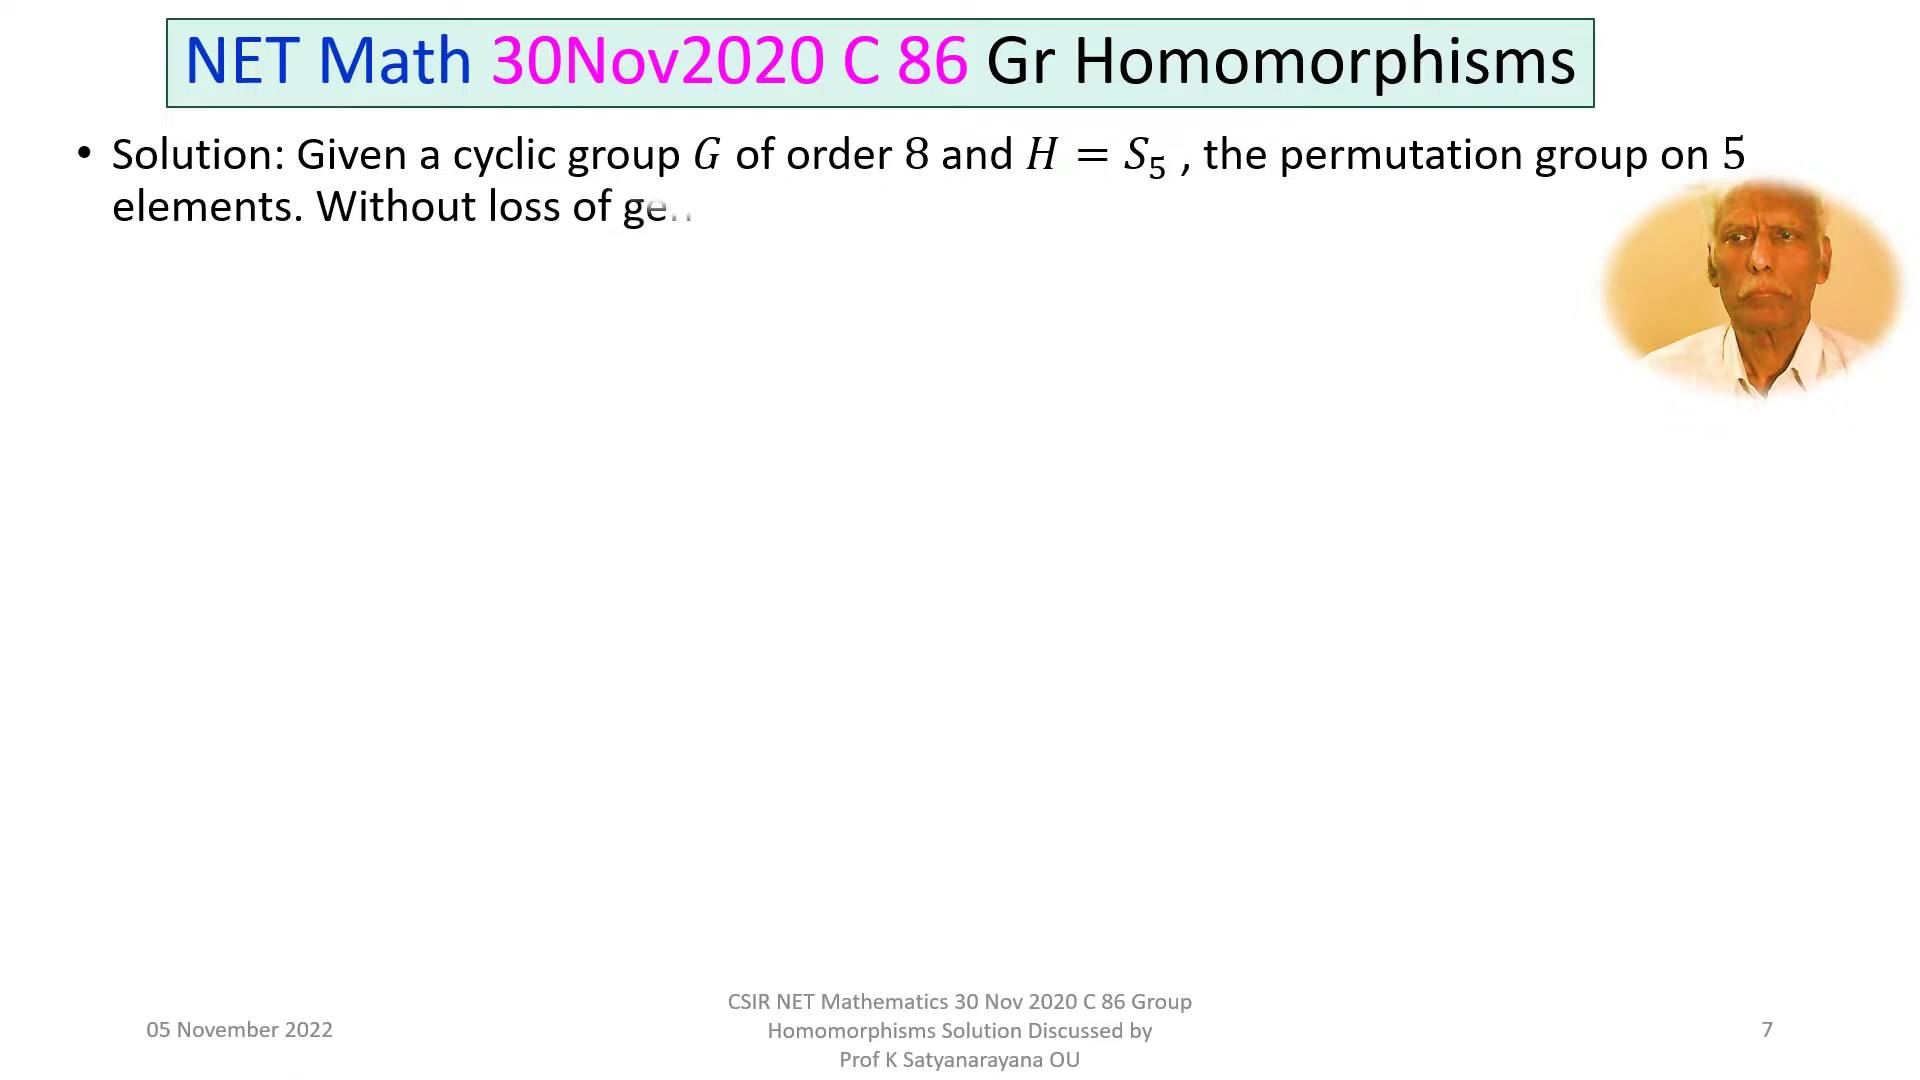 NET Math 30Nov2020 C 86 Gr Homomorphisms
• Solution: Given a cyclic group G of order 8 and H = S₅ , the permutation group on 5
elements. Without loss of
CSIR NET Mathematics 30 Nov 2020 C 86 Group
05 November 2022 Homomorphisms Solution Discussed by 7
Prof K Satyanarayana OU